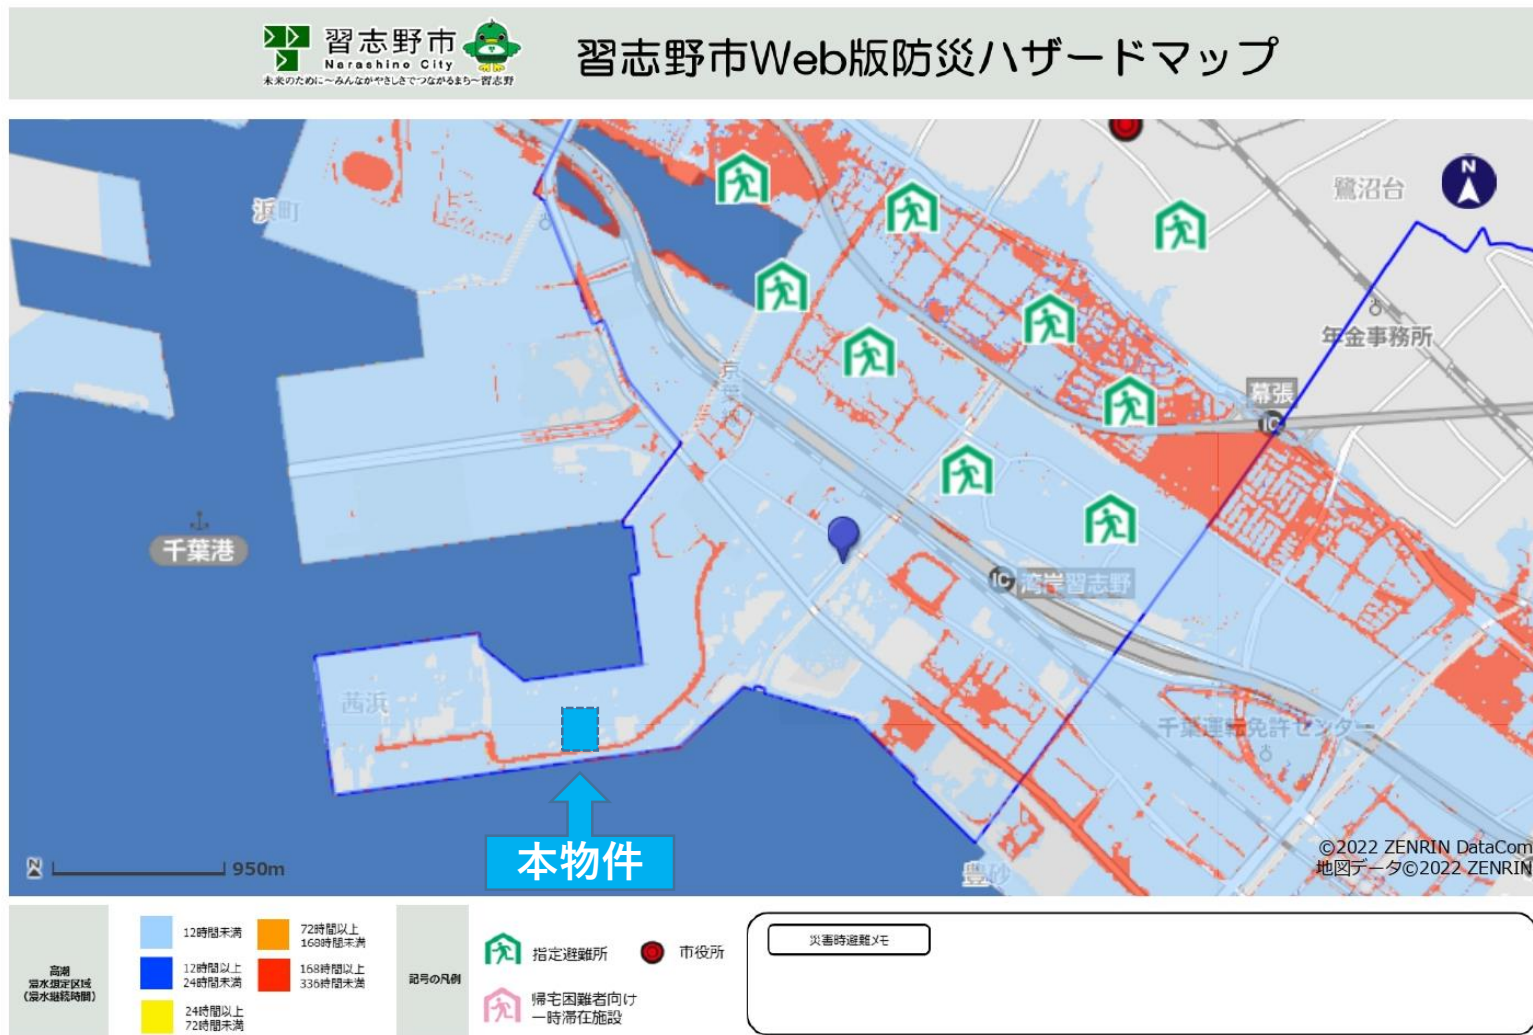 習志野市
Narashino City
未来のために～みんながやさしさでつながるまち～習志野
習志野市Web版防災ハザードマップ
N
鷺沼台
浜町
年金事務所
幕張
IC
京葉線
千葉港
IC 湾岸習志野
茜浜
千葉運転免許センター
本物件
豊砂
N
950m
©2022 ZENRIN DataCom
地図データ©2022 ZENRIN
高潮
浸水想定区域
(浸水継続時間)
12時間未満
12時間以上
24時間未満
24時間以上
72時間未満
72時間以上
168時間未満
168時間以上
336時間未満
記号の凡例
指定避難所
市役所
帰宅困難者向け
一時滞在施設
災害時避難メモ